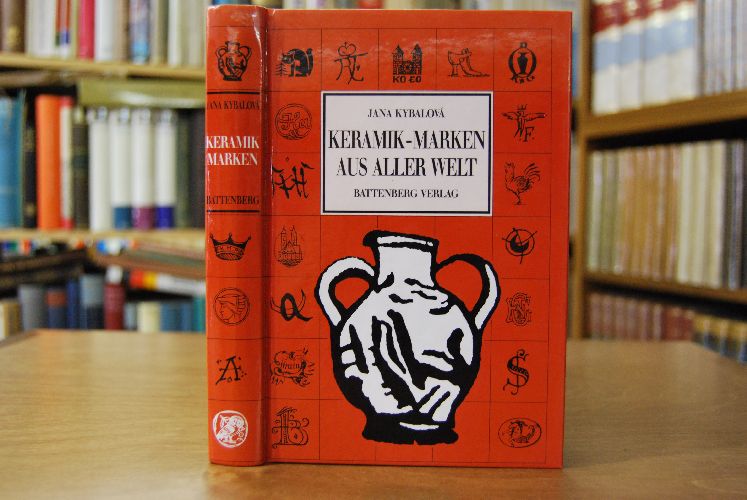 JANA KYBALOVÁ
KERAMIK
MARKEN
BATTENBERG
JANA KYBALOVÁ
KERAMIK-MARKEN
AUS ALLER WELT
BATTENBERG VERLAG
KO-EO
F.
A
S